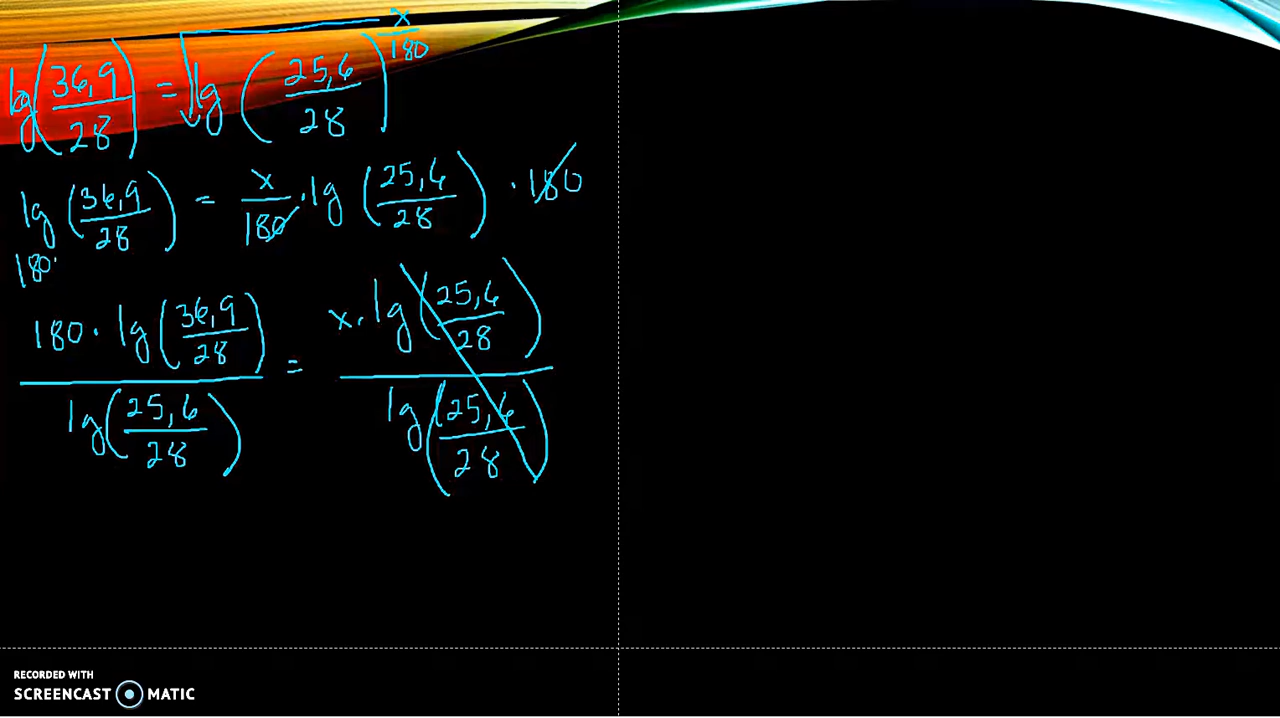 lg(36,9/28) = lg(25,6/28)^x/180
lg(36,9/28) = x/180 · lg(25,6/28) · 180
180·
180 · lg(36,9/28) / lg(25,6/28) = x · lg(25,6/28) / lg(25,6/28)
RECORDED WITH
SCREENCAST MATIC